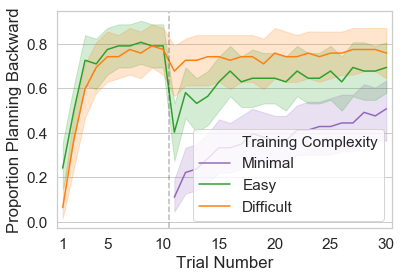 Proportion Planning Backward
0.8
0.6
0.4
0.2
0.0
Training Complexity
Minimal
Easy
Difficult
1
5
10
15
20
25
30
Trial Number